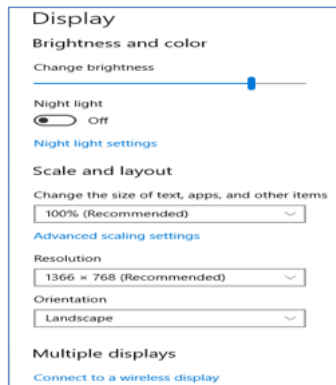 Display
Brightness and color
Change brightness
Night light
Off
Night light settings
Scale and layout
Change the size of text, apps, and other items
100% (Recommended)
Advanced scaling settings
Resolution
1366 × 768 (Recommended)
Orientation
Landscape
Multiple displays
Connect to a wireless display